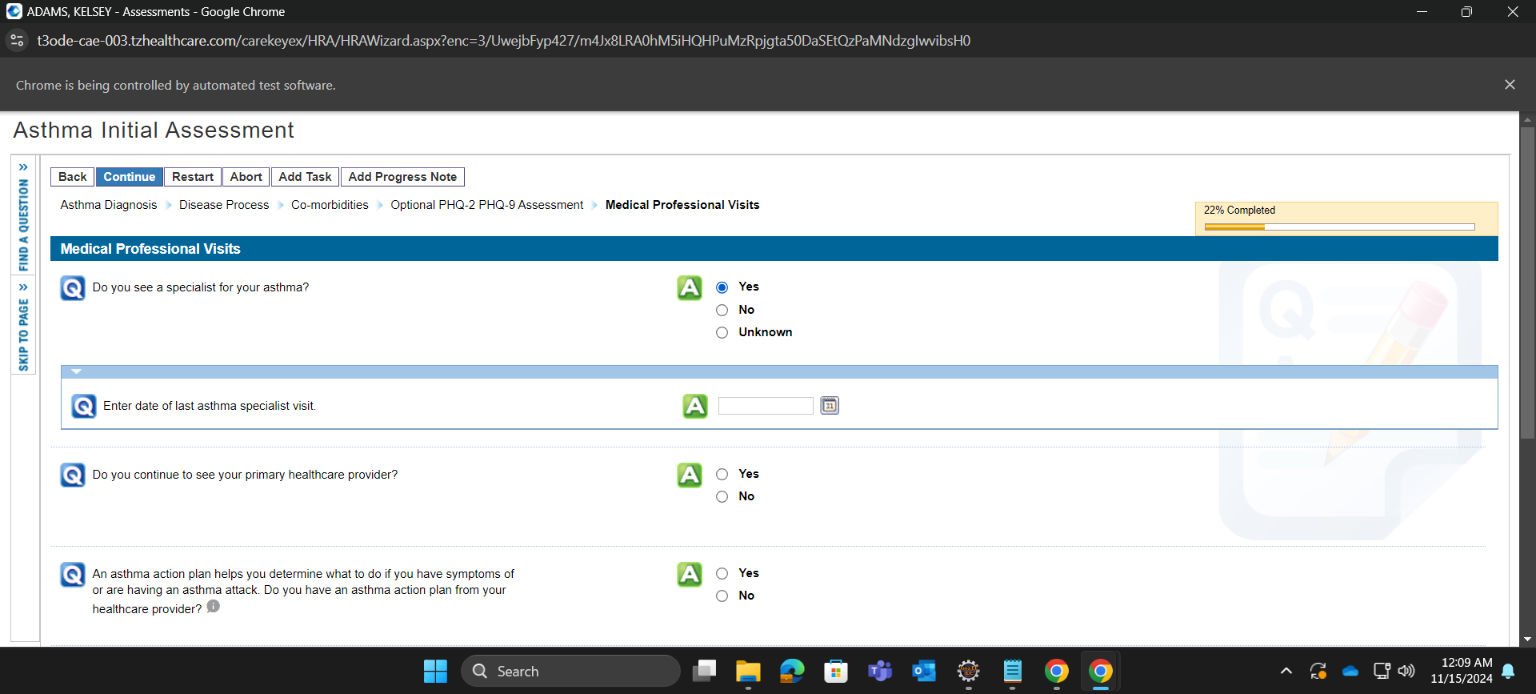 ADAMS, KELSEY - Assessments - Google Chrome
t3ode-cae-003.tzhealthcare.com/carekeyex/HRA/HRAWizard.aspx?enc=3/UwejbFyp427/m4Jx8LRA0hM5iHQHPuMzRpjgta50DaSEtQzPaMNdzglwvibsH0
Chrome is being controlled by automated test software.
Asthma Initial Assessment
FIND A QUESTION
SKIP TO PAGE
Back Continue Restart Abort Add Task Add Progress Note
Asthma Diagnosis Disease Process Co-morbidities Optional PHQ-2 PHQ-9 Assessment Medical Professional Visits
22% Completed
Medical Professional Visits
Q Do you see a specialist for your asthma? A Yes
No
Unknown
Q Enter date of last asthma specialist visit. A 31
Q Do you continue to see your primary healthcare provider? A Yes
No
Q An asthma action plan helps you determine what to do if you have symptoms of A Yes
or are having an asthma attack. Do you have an asthma action plan from your No
healthcare provider? i
Search
12:09 AM
11/15/2024